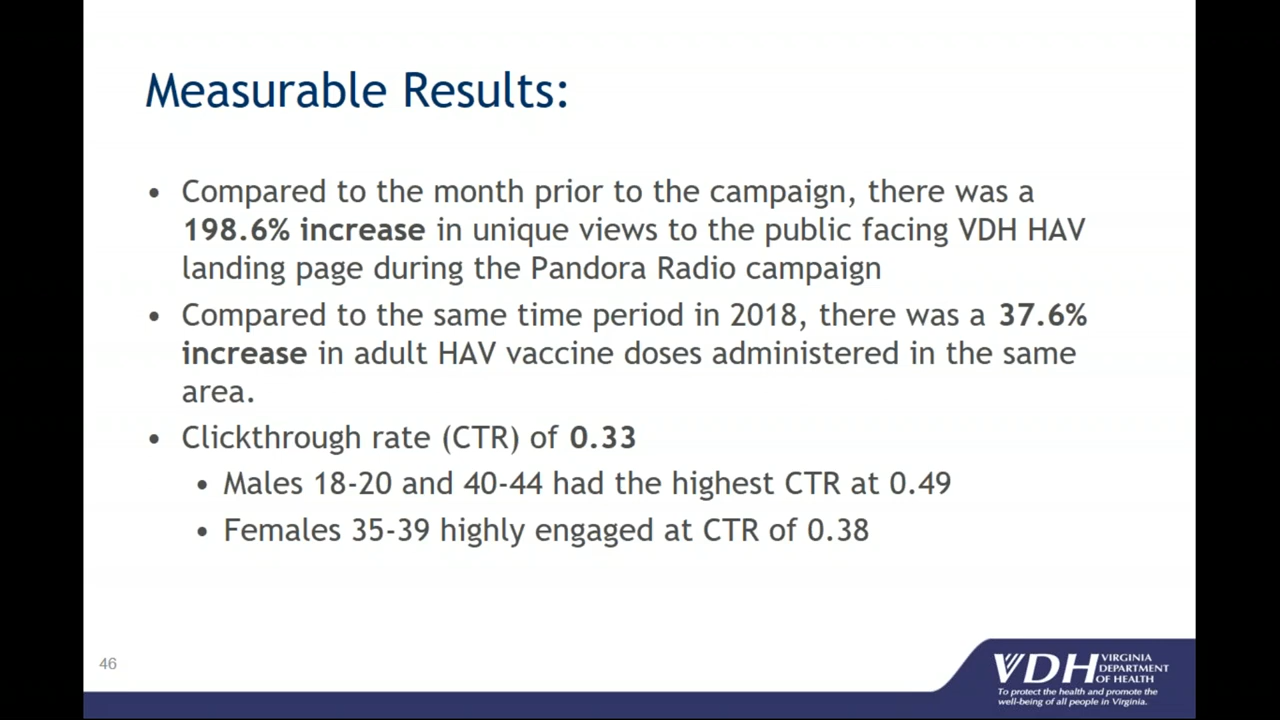 Measurable Results:
• Compared to the month prior to the campaign, there was a
198.6% increase in unique views to the public facing VDH HAV
landing page during the Pandora Radio campaign
• Compared to the same time period in 2018, there was a 37.6%
increase in adult HAV vaccine doses administered in the same
area.
• Clickthrough rate (CTR) of 0.33
• Males 18-20 and 40-44 had the highest CTR at 0.49
• Females 35-39 highly engaged at CTR of 0.38
46
VDH VIRGINIA
DEPARTMENT
OF HEALTH
To protect the health and promote the
well-being of all people in Virginia.